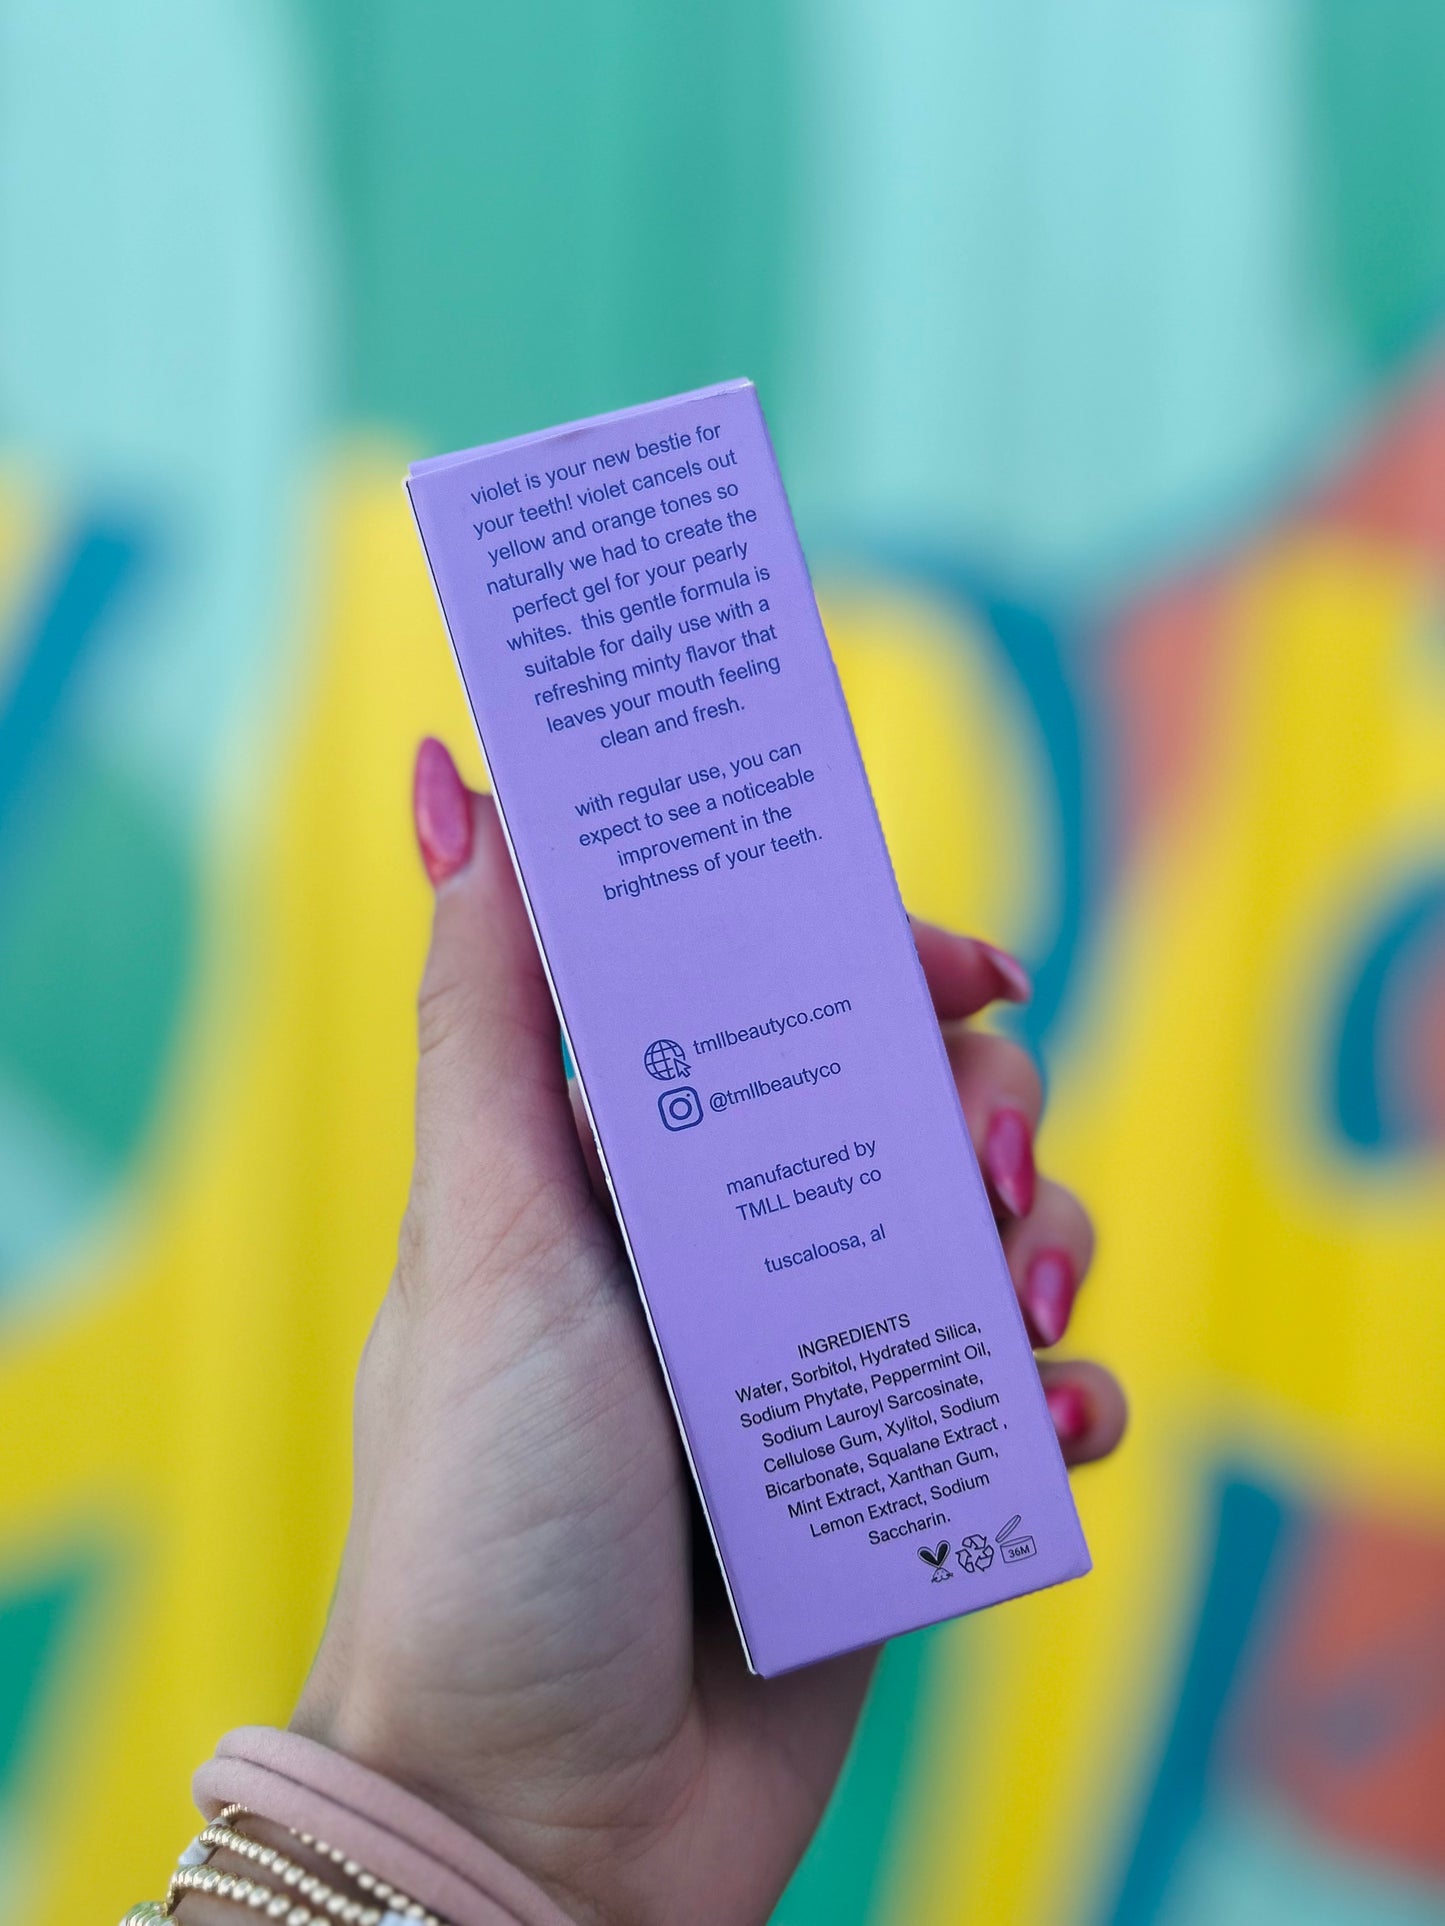 violet is your new bestie for
your teeth! violet cancels out
yellow and orange tones so
naturally we had to create the
perfect gel for your pearly
whites. this gentle formula is
suitable for daily use with a
refreshing minty flavor that
leaves your mouth feeling
clean and fresh.
with regular use, you can
expect to see a noticeable
improvement in the
brightness of your teeth.
tmllbeautyco.com
@tmllbeautyco
manufactured by
TMLL beauty co
tuscaloosa, al
INGREDIENTS
Water, Sorbitol, Hydrated Silica,
Sodium Phytate, Peppermint Oil,
Sodium Lauroyl Sarcosinate,
Cellulose Gum, Xylitol, Sodium
Bicarbonate, Squalane Extract ,
Mint Extract, Xanthan Gum,
Lemon Extract, Sodium
Saccharin.
36M